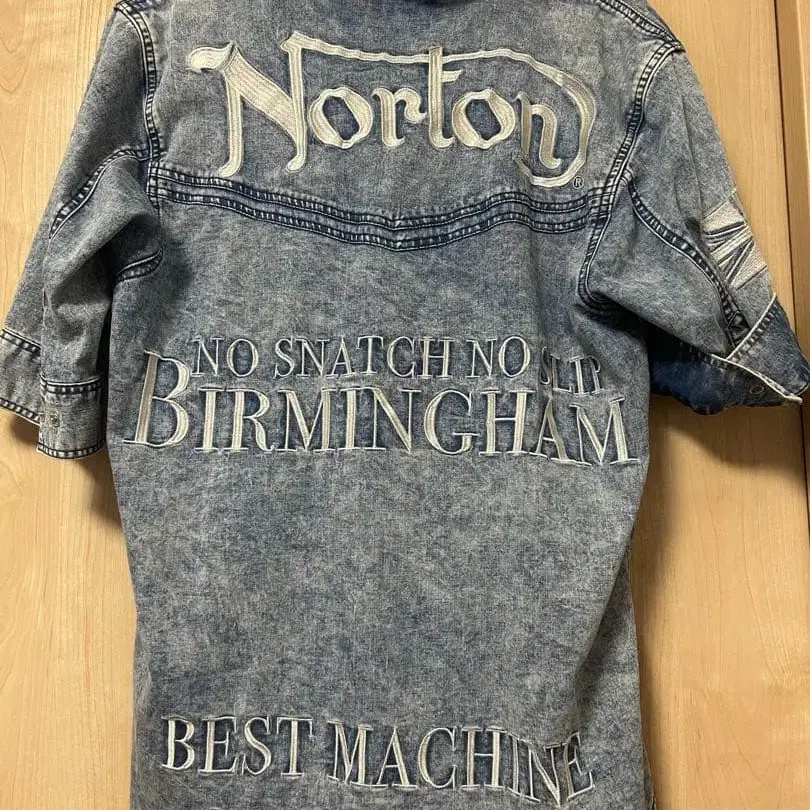 Norton®
NO SNATCH NO SLIP
BIRMINGHAM
BEST MACHINE